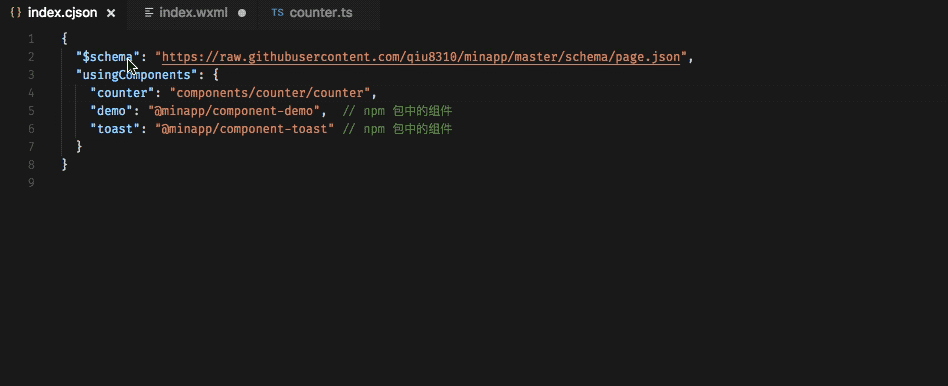 {} index.cjson × index.wxml ● TS counter.ts
1 {
2 "$schema": "https://raw.githubusercontent.com/qiu8310/minapp/master/schema/page.json",
3 "usingComponents": {
4 "counter": "components/counter/counter",
5 "demo": "@minapp/component-demo", // npm 包中的组件
6 "toast": "@minapp/component-toast" // npm 包中的组件
7 }
8 }
9